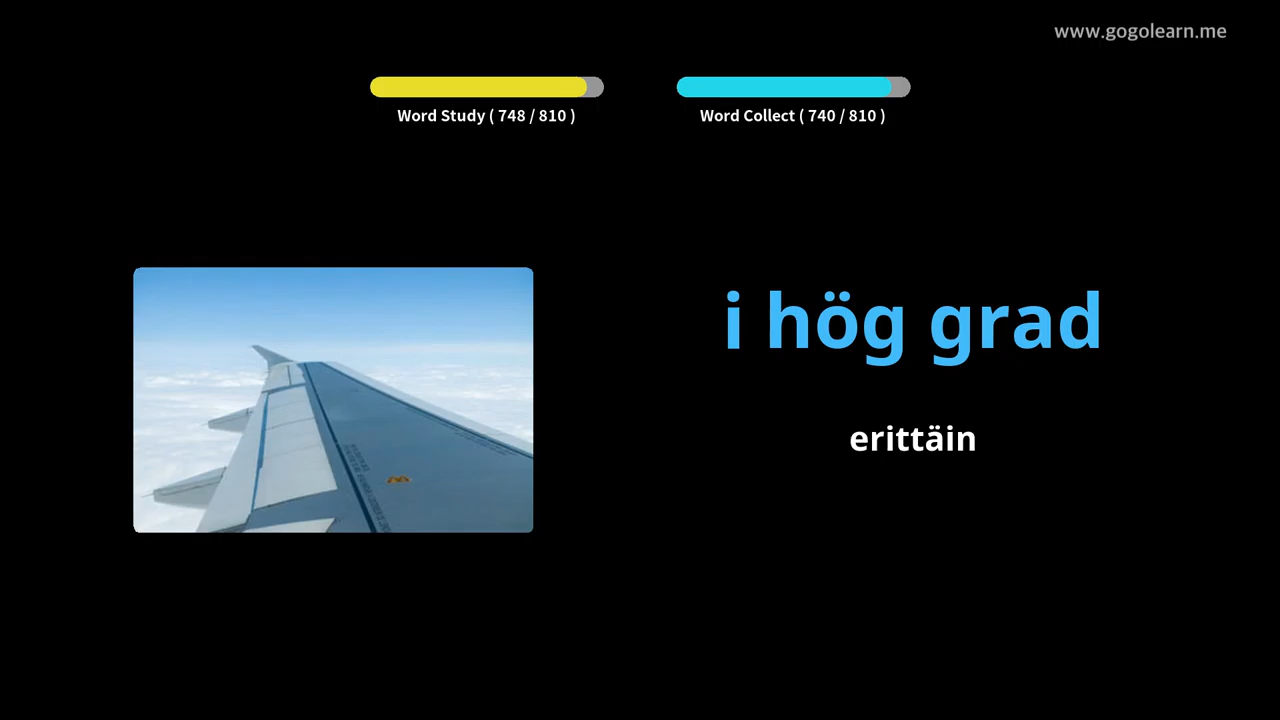 www.gogolearn.me
Word Study ( 748 / 810 )
Word Collect ( 740 / 810 )
i hög grad
erittäin